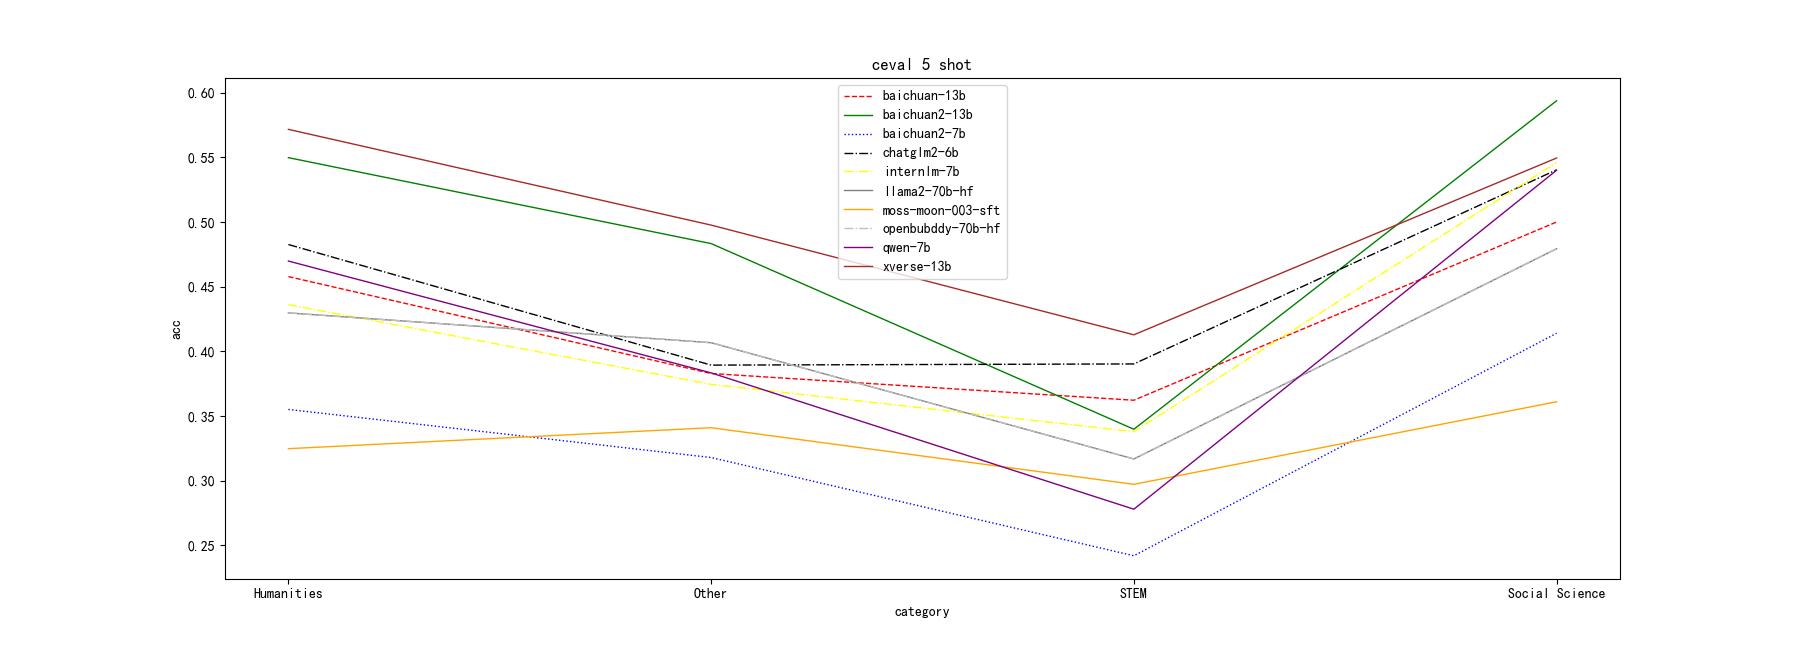 ceval 5 shot
0.60
0.55
0.50
0.45
0.40
0.35
0.30
0.25
acc
baichuan-13b
baichuan2-13b
baichuan2-7b
chatglm2-6b
internlm-7b
llama2-70b-hf
moss-moon-003-sft
openbubddy-70b-hf
qwen-7b
xverse-13b
Humanities
Other
STEM
Social Science
category